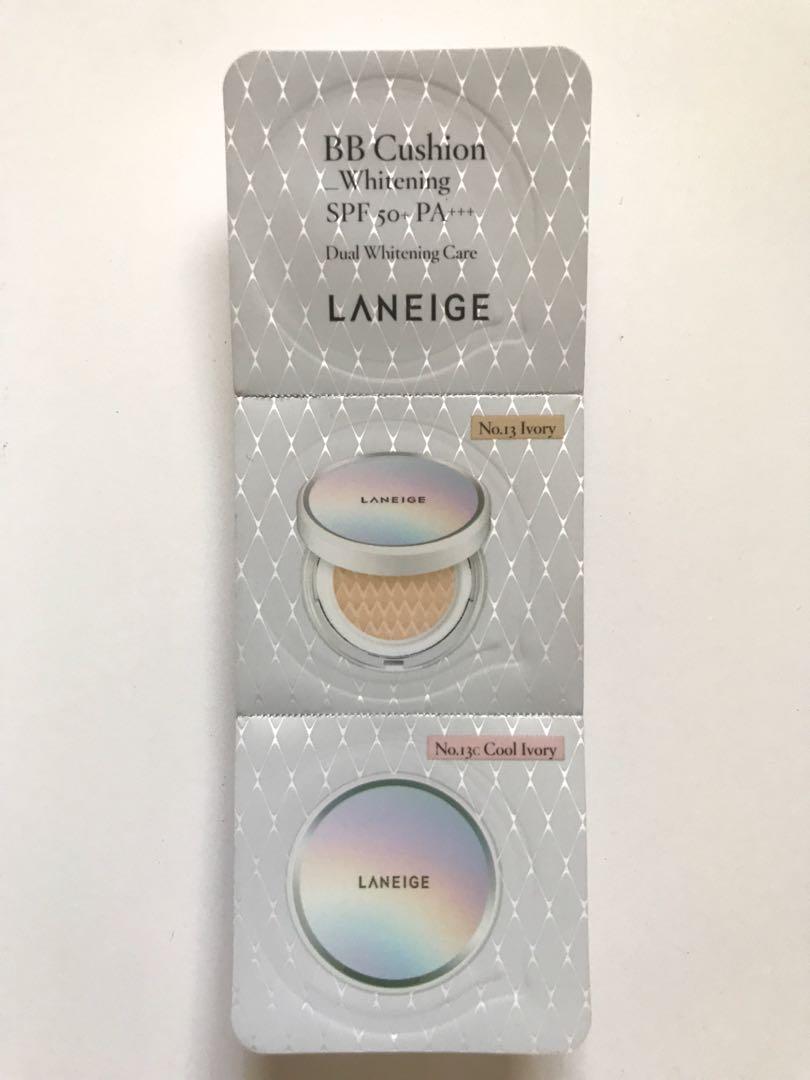 BB Cushion
_Whitening
SPF 50+ PA+++
Dual Whitening Care
LANEIGE
No.13 Ivory
LANEIGE
No.13C Cool Ivory
LANEIGE